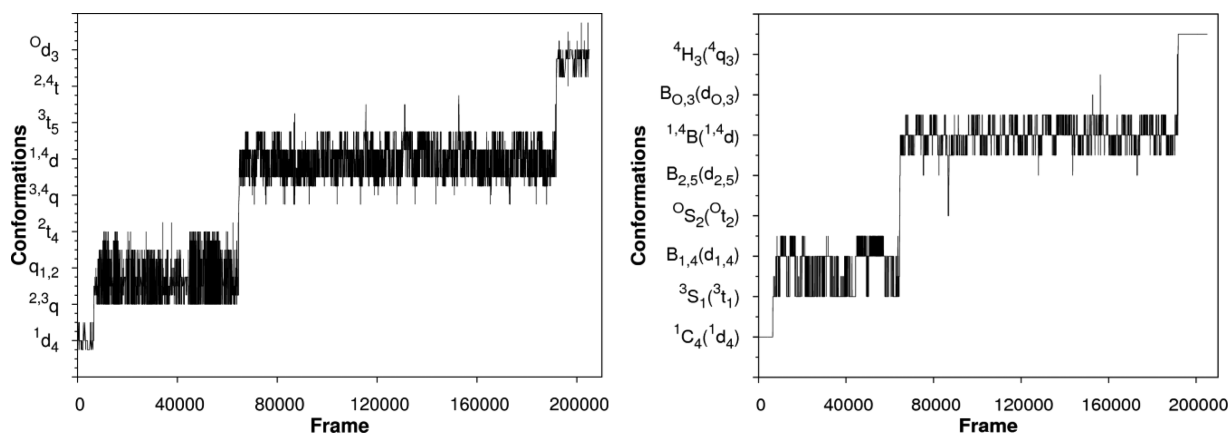 Conformations
ᴼd₃
²,⁴t
³t₅
¹,⁴d
³,⁴q
²t₄
q₁,₂
²,³q
¹d₄
0 40000 80000 120000 160000 200000
Frame
Conformations
⁴H₃(⁴q₃)
B_O,₃(d_O,₃)
¹,⁴B(¹,⁴d)
B₂,₅(d₂,₅)
ᴼS₂(ᴼt₂)
B₁,₄(d₁,₄)
³S₁(³t₁)
¹C₄(¹d₄)
0 40000 80000 120000 160000 200000
Frame